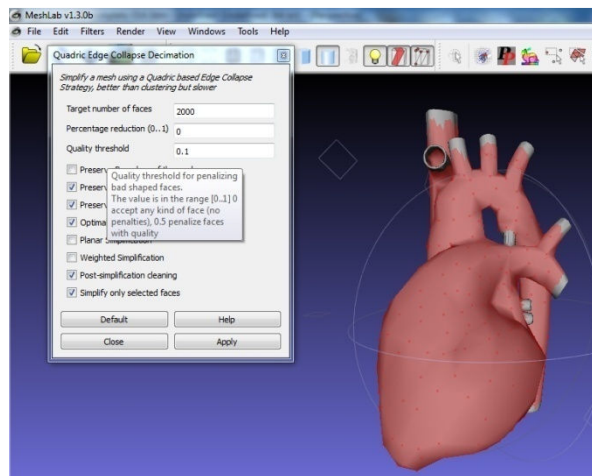 MeshLab v1.3.0b
File Edit Filters Render View Windows Tools Help
Quadric Edge Collapse Decimation
Simplify a mesh using a Quadric based Edge Collapse
Strategy, better than clustering but slower
Target number of faces 2000
Percentage reduction (0..1) 0
Quality threshold 0.1
Preserv
Quality threshold for penalizing
bad shaped faces.
The value is in the range [0..1] 0
accept any kind of face (no
penalties), 0.5 penalize faces
with quality
Preserv
Preserv
Optima
Planar
Weighted Simplification
Post-simplification cleaning
Simplify only selected faces
Default Help
Close Apply